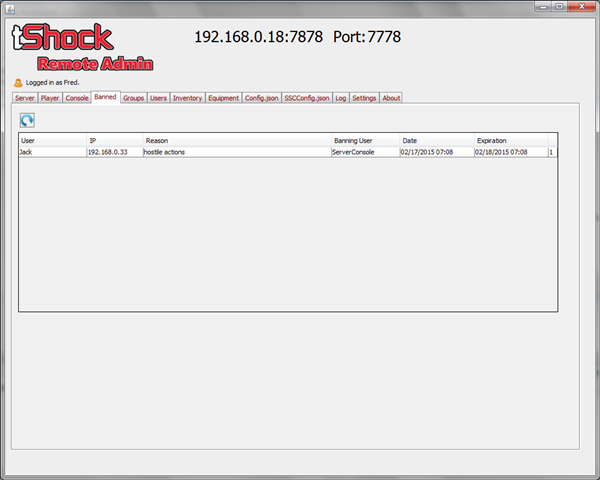 tShock
Remote Admin
192.168.0.18:7878 Port:7778
Logged in as Fred.
Server Player Console Banned Groups Users Inventory Equipment Config.json SSCConfig.json Log Settings About
User IP Reason Banning User Date Expiration
Jack 192.168.0.33 hostile actions ServerConsole 02/17/2015 07:08 02/18/2015 07:08 1